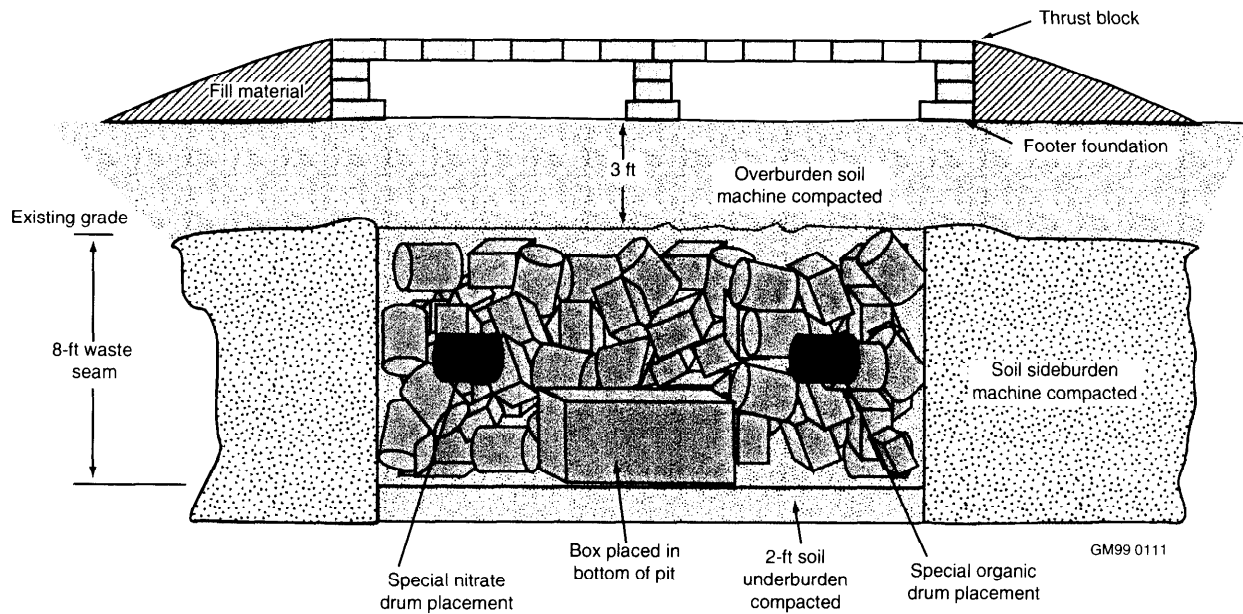 Thrust block
Fill material
Footer foundation
3 ft
Overburden soil
machine compacted
Existing grade
8-ft waste
seam
Soil sideburden
machine compacted
GM99 0111
Special nitrate
drum placement
Box placed in
bottom of pit
2-ft soil
underburden
compacted
Special organic
drum placement